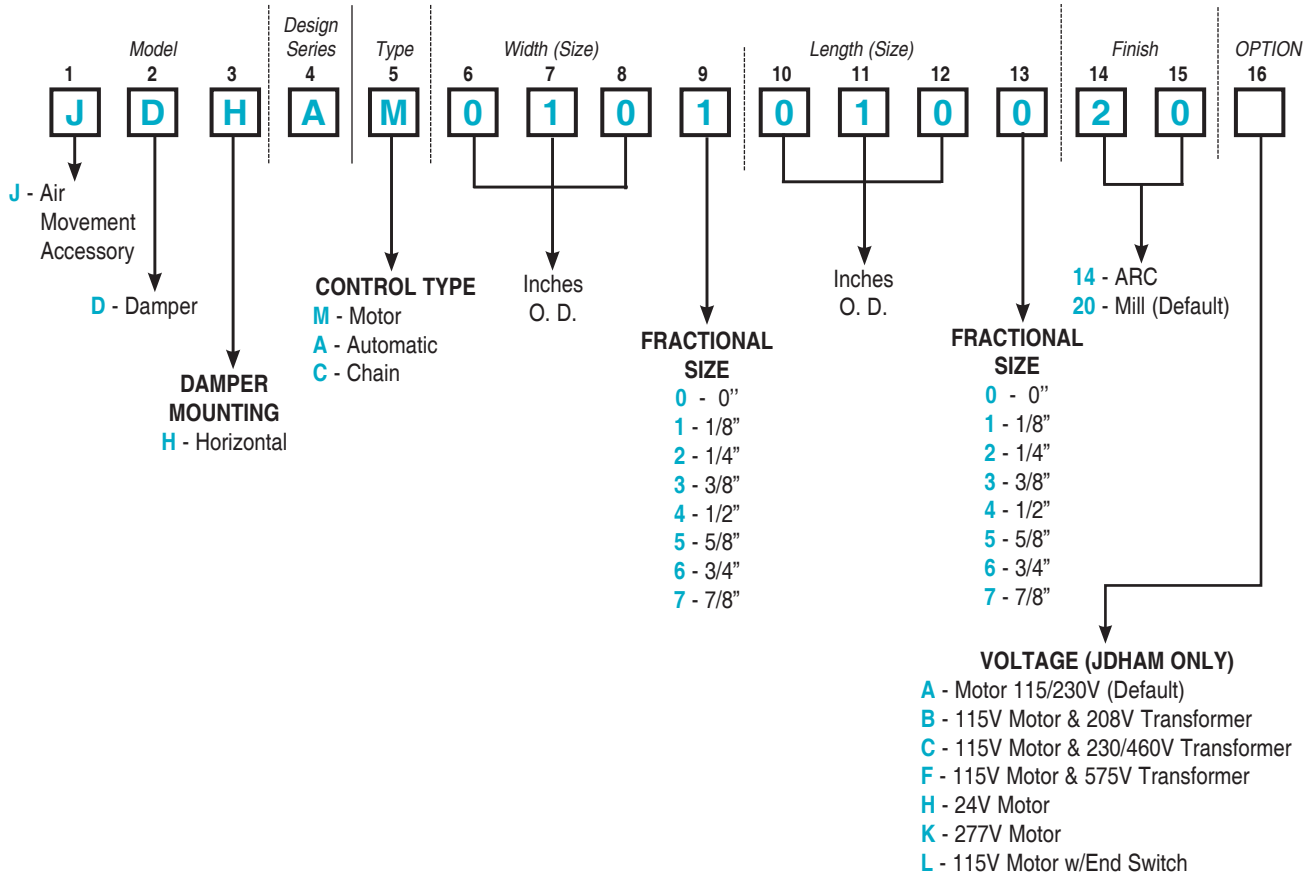 Model
Design
Series
Type
Width (Size)
Length (Size)
Finish
OPTION
1 2 3 4 5 6 7 8 9 10 11 12 13 14 15 16
J D H A M 0 1 0 1 0 1 0 0 2 0
J - Air
Movement
Accessory
D - Damper
DAMPER
MOUNTING
H - Horizontal
CONTROL TYPE
M - Motor
A - Automatic
C - Chain
Inches
O. D.
FRACTIONAL
SIZE
0 - 0’’
1 - 1/8”
2 - 1/4”
3 - 3/8”
4 - 1/2”
5 - 5/8”
6 - 3/4”
7 - 7/8”
Inches
O. D.
FRACTIONAL
SIZE
0 - 0’’
1 - 1/8”
2 - 1/4”
3 - 3/8”
4 - 1/2”
5 - 5/8”
6 - 3/4”
7 - 7/8”
14 - ARC
20 - Mill (Default)
VOLTAGE (JDHAM ONLY)
A - Motor 115/230V (Default)
B - 115V Motor & 208V Transformer
C - 115V Motor & 230/460V Transformer
F - 115V Motor & 575V Transformer
H - 24V Motor
K - 277V Motor
L - 115V Motor w/End Switch